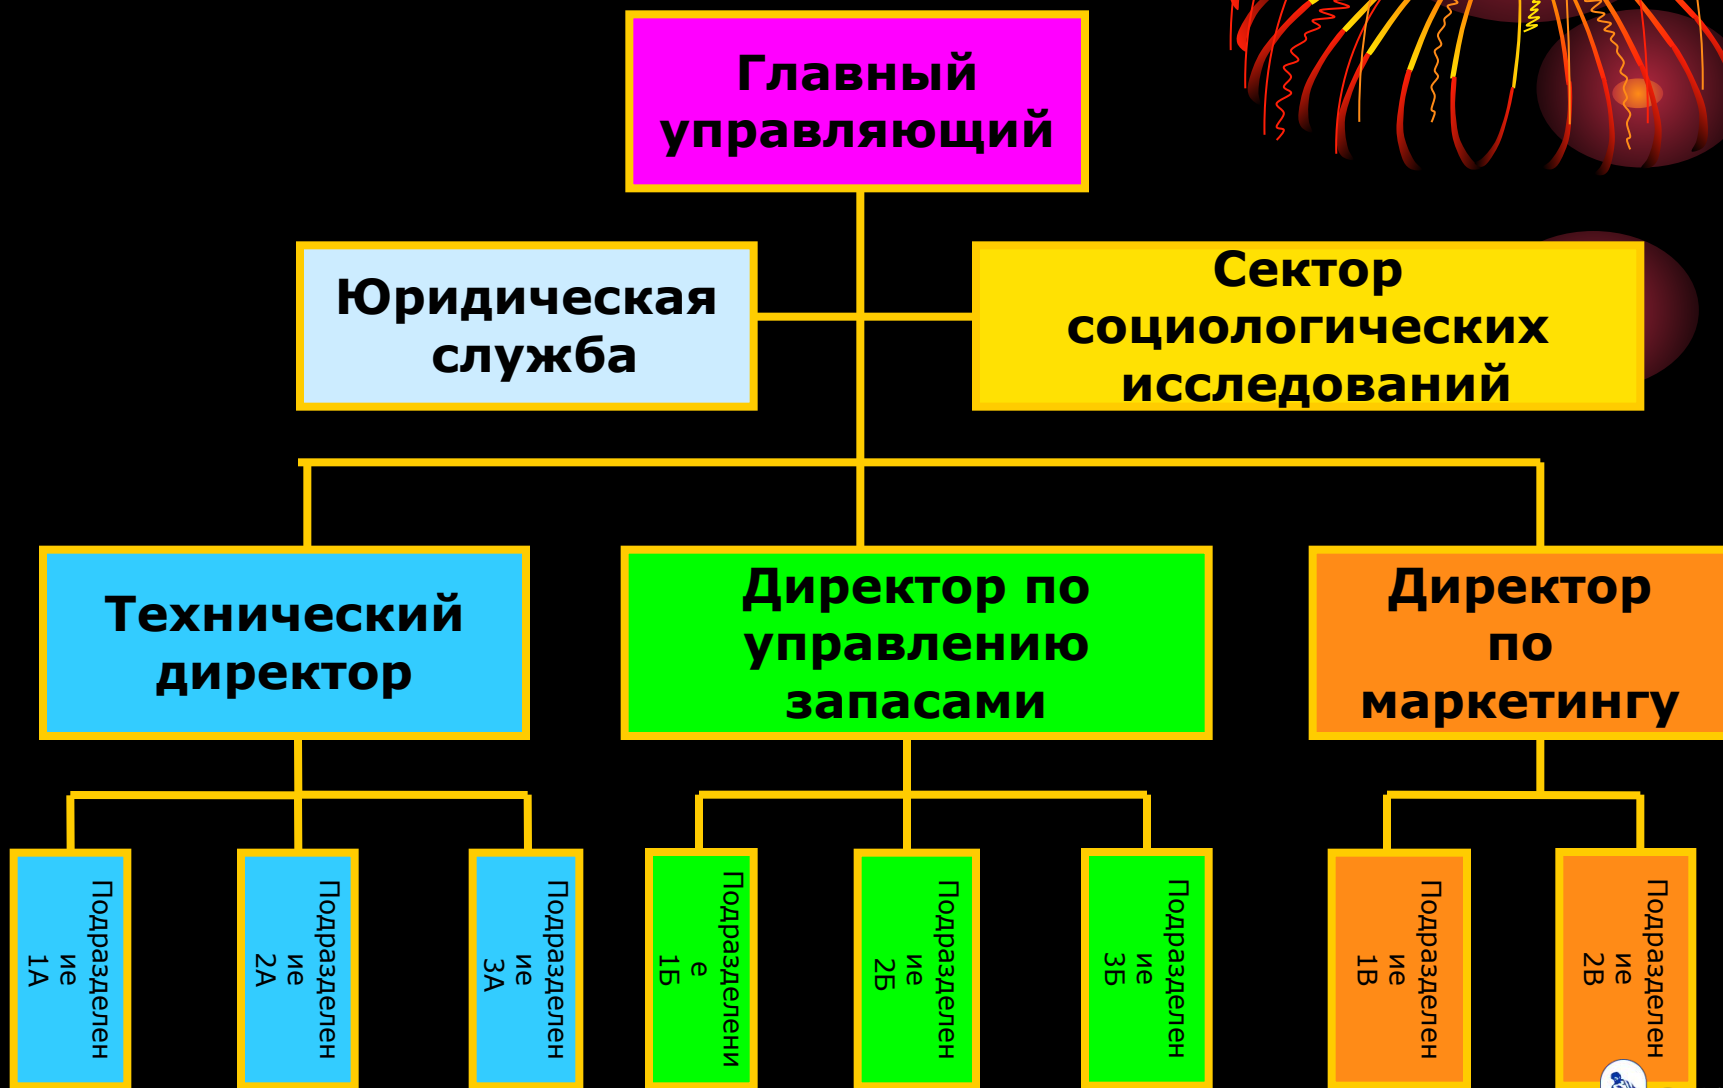 Главный
управляющий
Юридическая
служба
Сектор
социологических
исследований
Технический
директор
Директор по
управлению
запасами
Директор
по
маркетингу
Подразделен
ие
1А
Подразделен
ие
2А
Подразделен
ие
3А
Подразделени
е
1Б
Подразделен
ие
2Б
Подразделен
ие
3Б
Подразделен
ие
1В
Подразделен
ие
2В